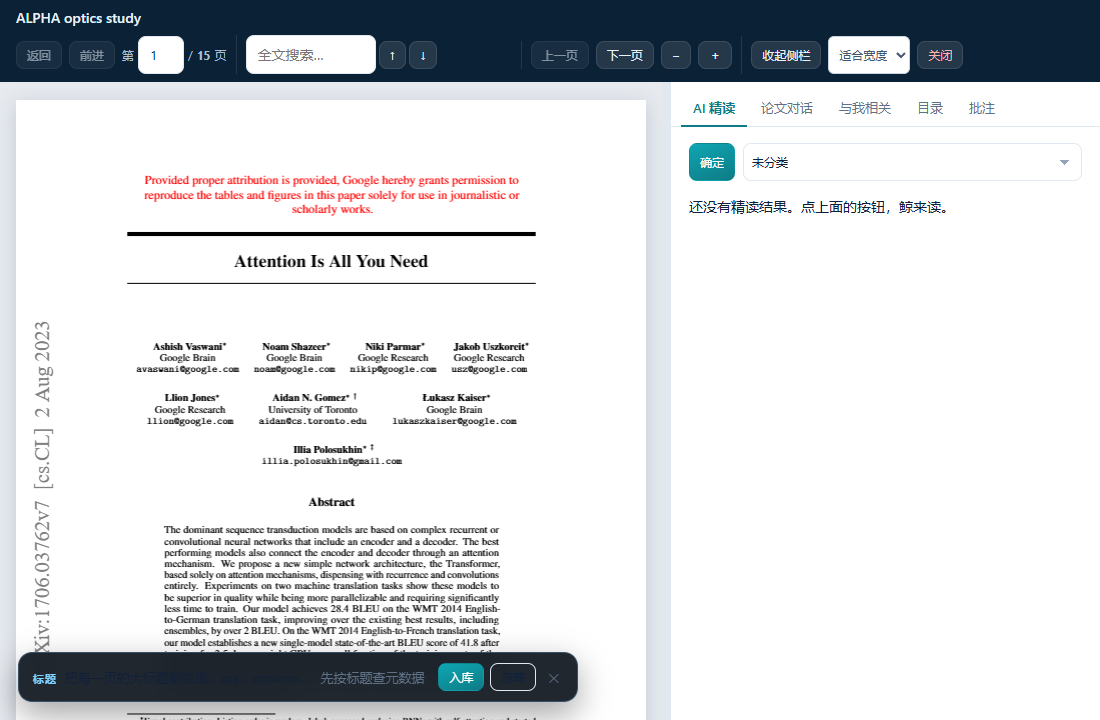 ALPHA optics study
返回 前进 第 1 / 15 页 全文搜索... ↑ ↓ 上一页 下一页 − + 收起侧栏 适合宽度 关闭
Provided proper attribution is provided, Google hereby grants permission to
reproduce the tables and figures in this paper solely for use in journalistic or
scholarly works.
Attention Is All You Need
Ashish Vaswani* Noam Shazeer* Niki Parmar* Jakob Uszkoreit*
Google Brain Google Brain Google Research Google Research
avaswani@google.com noam@google.com nikip@google.com usz@google.com
Llion Jones* Aidan N. Gomez* † Łukasz Kaiser*
Google Research University of Toronto Google Brain
llion@google.com aidan@cs.toronto.edu lukaszkaiser@google.com
Illia Polosukhin* ‡
illia.polosukhin@gmail.com
Xiv:1706.03762v7 [cs.CL] 2 Aug 2023
Abstract
The dominant sequence transduction models are based on complex recurrent or
convolutional neural networks that include an encoder and a decoder. The best
performing models also connect the encoder and decoder through an attention
mechanism. We propose a new simple network architecture, the Transformer,
based solely on attention mechanisms, dispensing with recurrence and convolutions
entirely. Experiments on two machine translation tasks show these models to
be superior in quality while being more parallelizable and requiring significantly
less time to train. Our model achieves 28.4 BLEU on the WMT 2014 English-
to-German translation task, improving over the existing best results, including
ensembles, by over 2 BLEU. On the WMT 2014 English-to-French translation task,
our model establishes a new single-model state-of-the-art BLEU score of 41.8 after
标题 先按标题查元数据 入库
AI 精读 论文对话 与我相关 目录 批注
确定 未分类
还没有精读结果。点上面的按钮，鲸来读。